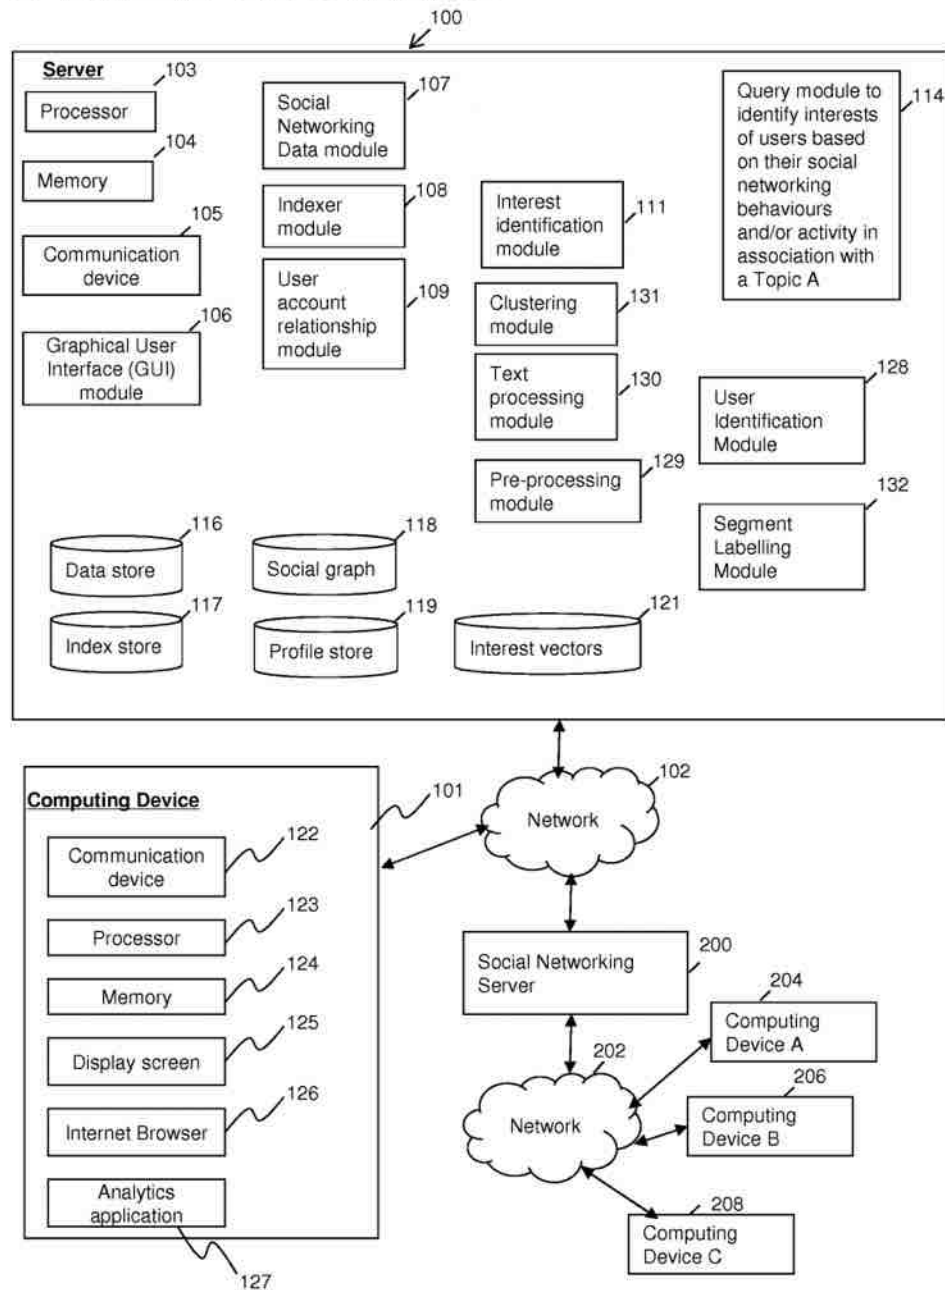 100
Server
103
Processor
104
Memory
105
Communication
device
106
Graphical User
Interface (GUI)
module
107
Social
Networking
Data module
108
Indexer
module
109
User
account
relationship
module
111
Interest
identification
module
131
Clustering
module
130
Text
processing
module
129
Pre-processing
module
114
Query module to
identify interests
of users based
on their social
networking
behaviours
and/or activity in
association with
a Topic A
128
User
Identification
Module
132
Segment
Labelling
Module
116
Data store
117
Index store
118
Social graph
119
Profile store
121
Interest vectors
Computing Device
101
122
Communication
device
123
Processor
124
Memory
125
Display screen
126
Internet Browser
Analytics
application
127
102
Network
200
Social Networking
Server
202
Network
204
Computing
Device A
206
Computing
Device B
208
Computing
Device C